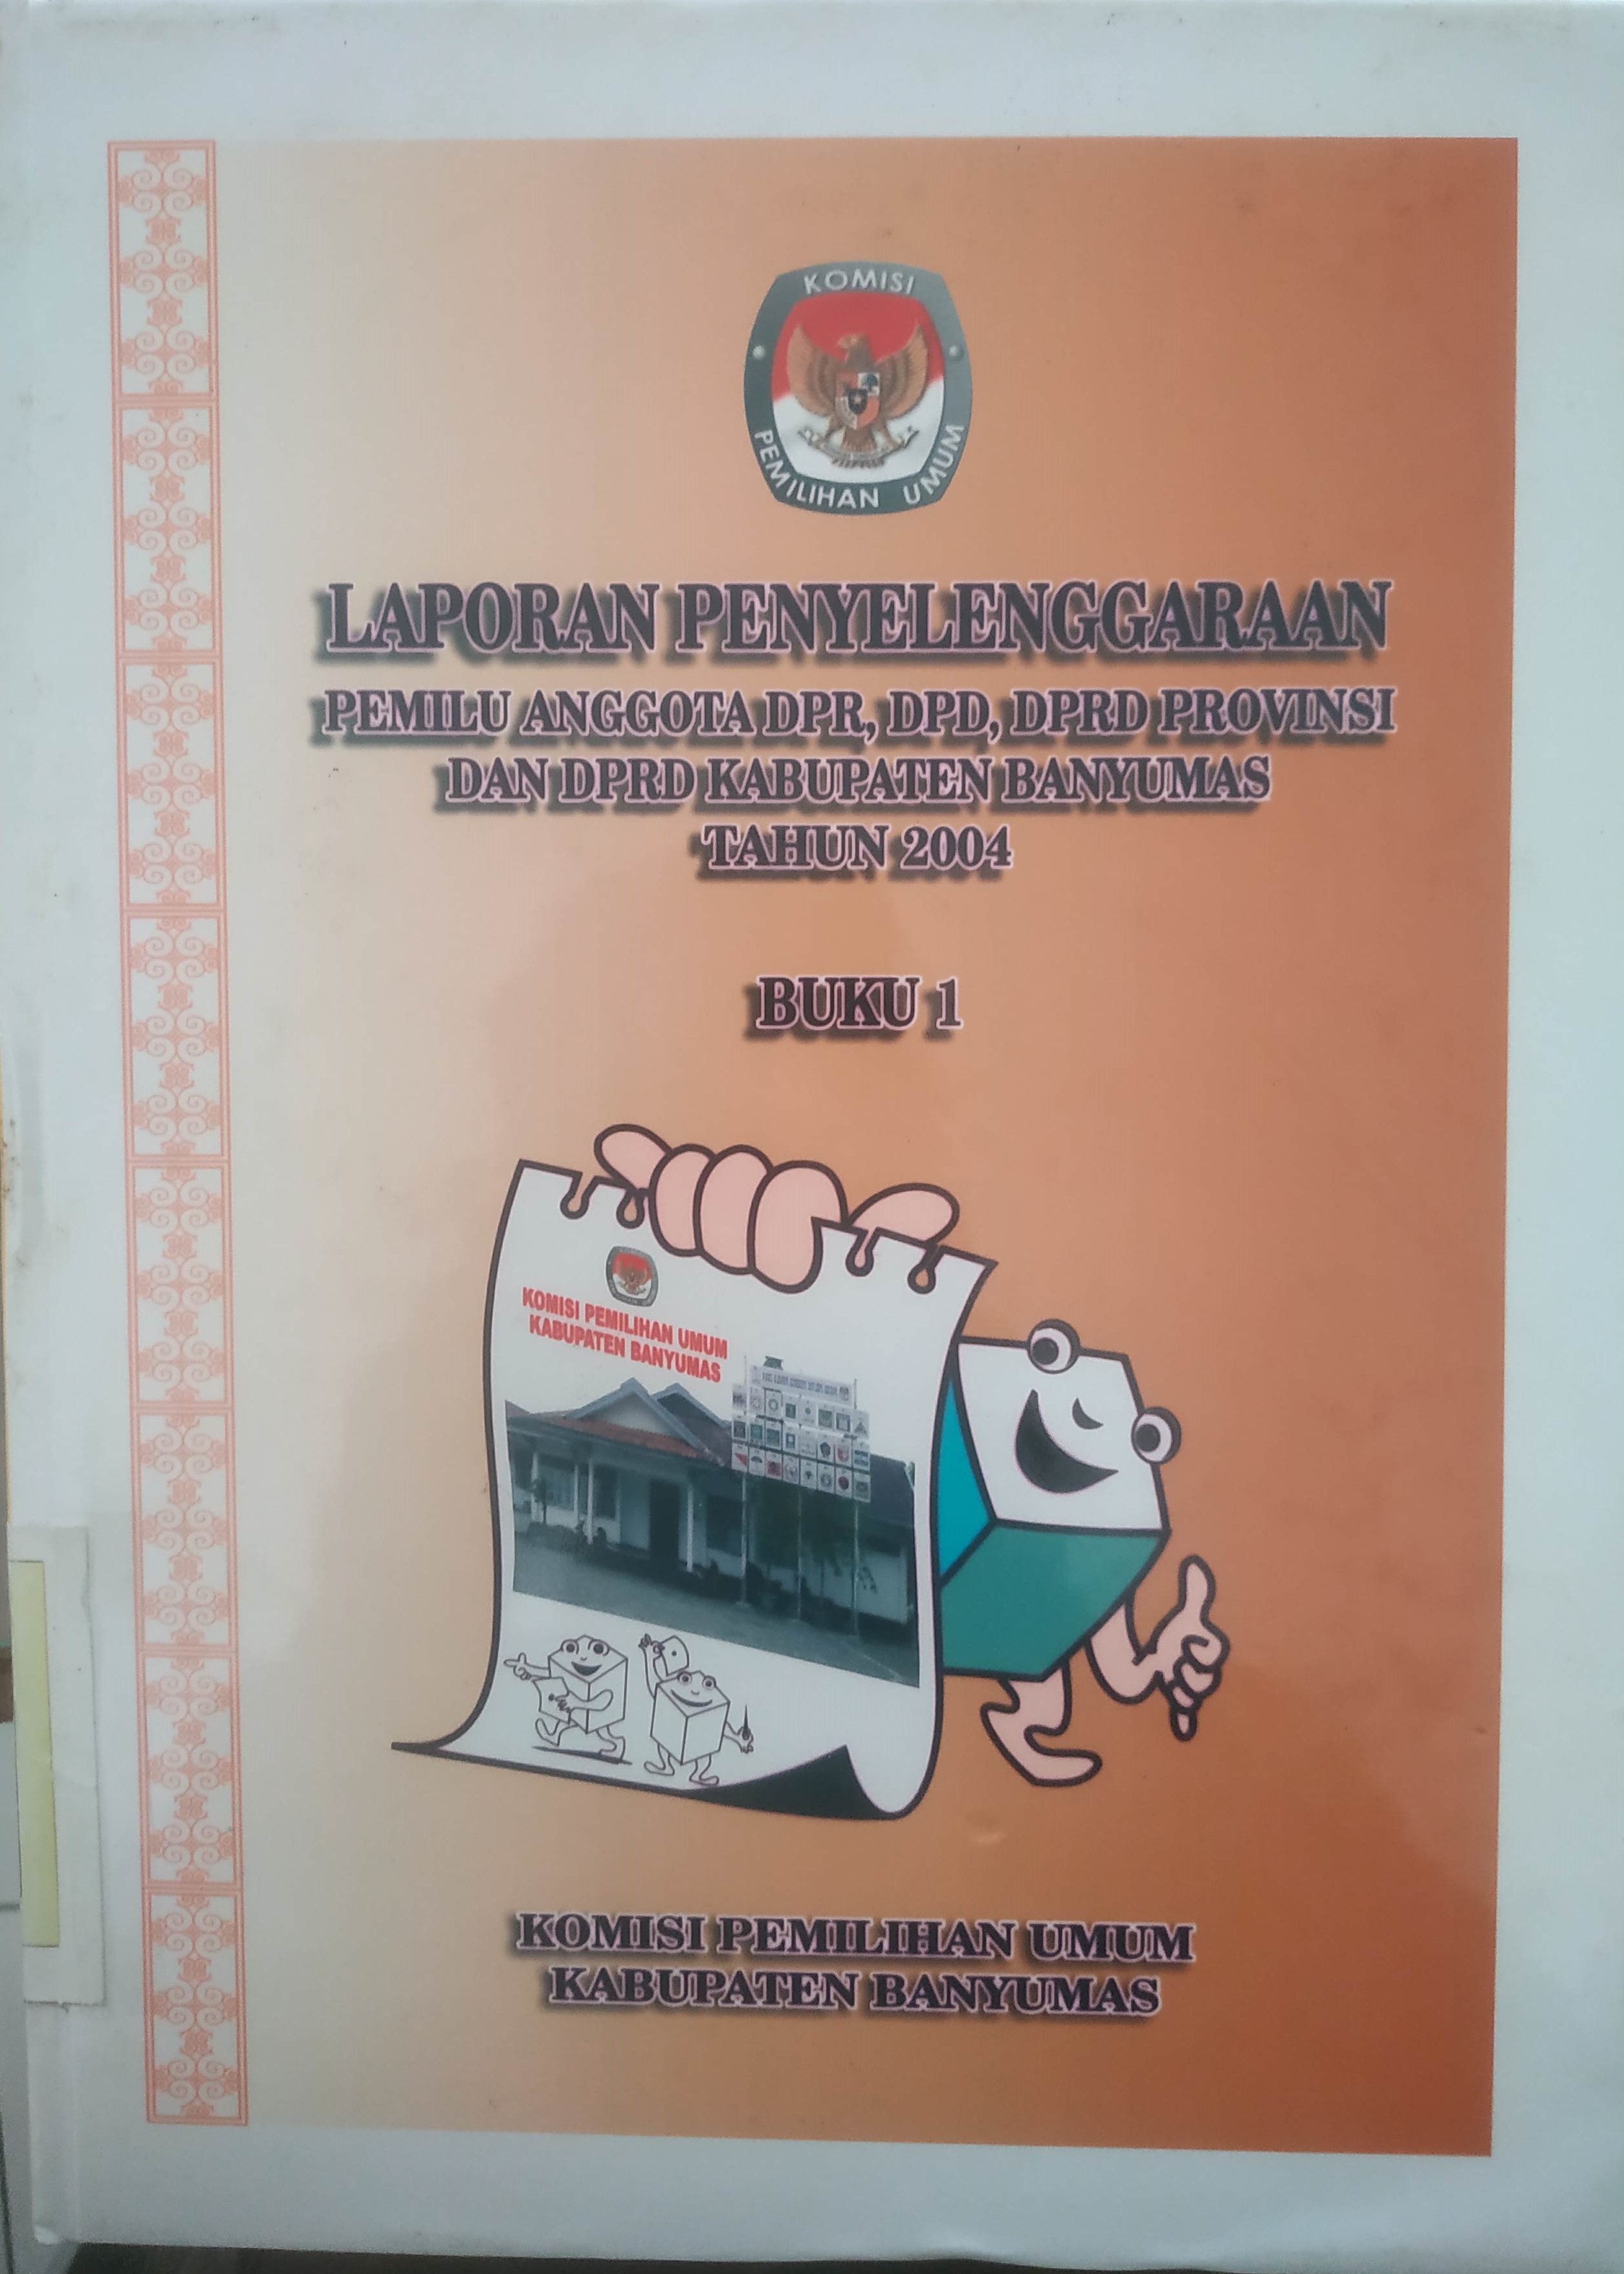 KOMISI
PEMILIHAN UMUM
LAPORAN PENYELENGGARAAN
PEMILU ANGGOTA DPR, DPD, DPRD PROVINSI
DAN DPRD KABUPATEN BANYUMAS
TAHUN 2004
BUKU 1
KOMISI PEMILIHAN UMUM
KABUPATEN BANYUMAS
KOMISI PEMILIHAN UMUM
KABUPATEN BANYUMAS